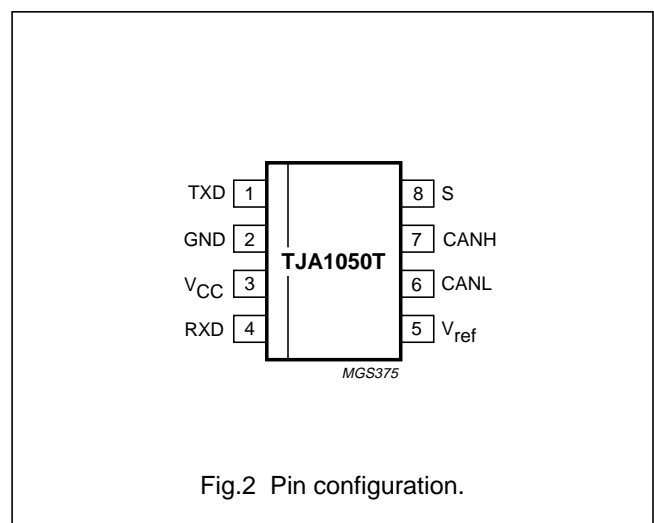 TXD 1 8 S
GND 2 7 CANH
TJA1050T
VCC 3 6 CANL
RXD 4 5 Vref
MGS375
Fig.2 Pin configuration.